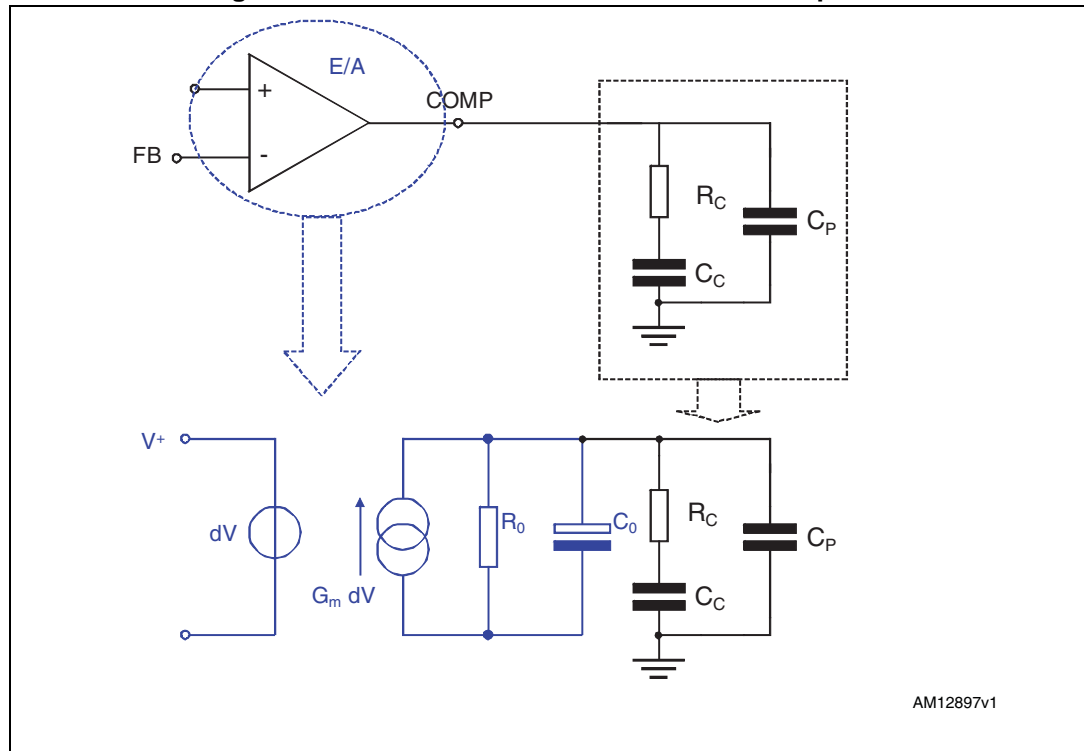 E/A
+
COMP
FB
-
R_C
C_P
C_C
V+
dV
G_m dV
R_0
C_0
R_C
C_P
C_C
AM12897v1